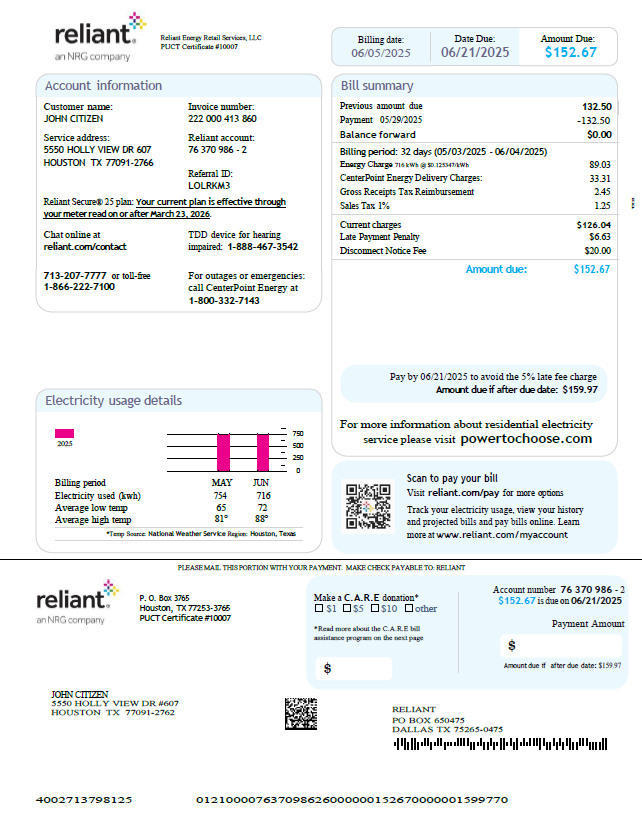 reliant
an NRG company
Reliant Energy Retail Services, LLC
PUCT Certificate #10007
Billing date:
06/05/2025
Date Due:
06/21/2025
Amount Due:
$152.67
Account information
Customer name:
JOHN CITIZEN
Invoice number:
222 000 413 860
Service address:
5550 HOLLY VIEW DR 607
HOUSTON TX 77091-2766
Reliant account:
76 370 986 - 2
Referral ID:
LOLRKM3
Reliant Secure® 25 plan: Your current plan is effective through
your meter read on or after March 23, 2026.
Chat online at
reliant.com/contact
TDD device for hearing
impaired: 1-888-467-3542
713-207-7777 or toll-free
1-866-222-7100
For outages or emergencies:
call CenterPoint Energy at
1-800-332-7143
Bill summary
Previous amount due 132.50
Payment 05/29/2025 -132.50
Balance forward $0.00
Billing period: 32 days (05/03/2025 - 06/04/2025)
Energy Charge 716 kWh @ $0.125347/kWh 89.03
CenterPoint Energy Delivery Charges: 33.31
Gross Receipts Tax Reimbursement 2.45
Sales Tax 1% 1.25
Current charges $126.04
Late Payment Penalty $6.63
Disconnect Notice Fee $20.00
Amount due: $152.67
Pay by 06/21/2025 to avoid the 5% late fee charge
Amount due if after due date: $159.97
For more information about residential electricity
service please visit powertochoose.com
Electricity usage details
2025
750
500
250
0
Billing period MAY JUN
Electricity used (kwh) 754 716
Average low temp 65 72
Average high temp 81° 88°
*Temp Source: National Weather Service Region: Houston, Texas
Scan to pay your bill
Visit reliant.com/pay for more options
Track your electricity usage, view your history
and projected bills and pay bills online. Learn
more at www.reliant.com/myaccount
PLEASE MAIL THIS PORTION WITH YOUR PAYMENT. MAKE CHECK PAYABLE TO: RELIANT
reliant
an NRG company
P. O. Box 3765
Houston, TX 77253-3765
PUCT Certificate #10007
Make a C.A.R.E donation*
$1 $5 $10 other
*Read more about the C.A.R.E bill
assistance program on the next page
$
Account number 76 370 986 - 2
$152.67 is due on 06/21/2025
Payment Amount
$
Amount due if after due date: $159.97
JOHN CITIZEN
5550 HOLLY VIEW DR #607
HOUSTON TX 77091-2762
RELIANT
PO BOX 650475
DALLAS TX 75265-0475
4002713798125 0121000076370986260000001526700000015997​70